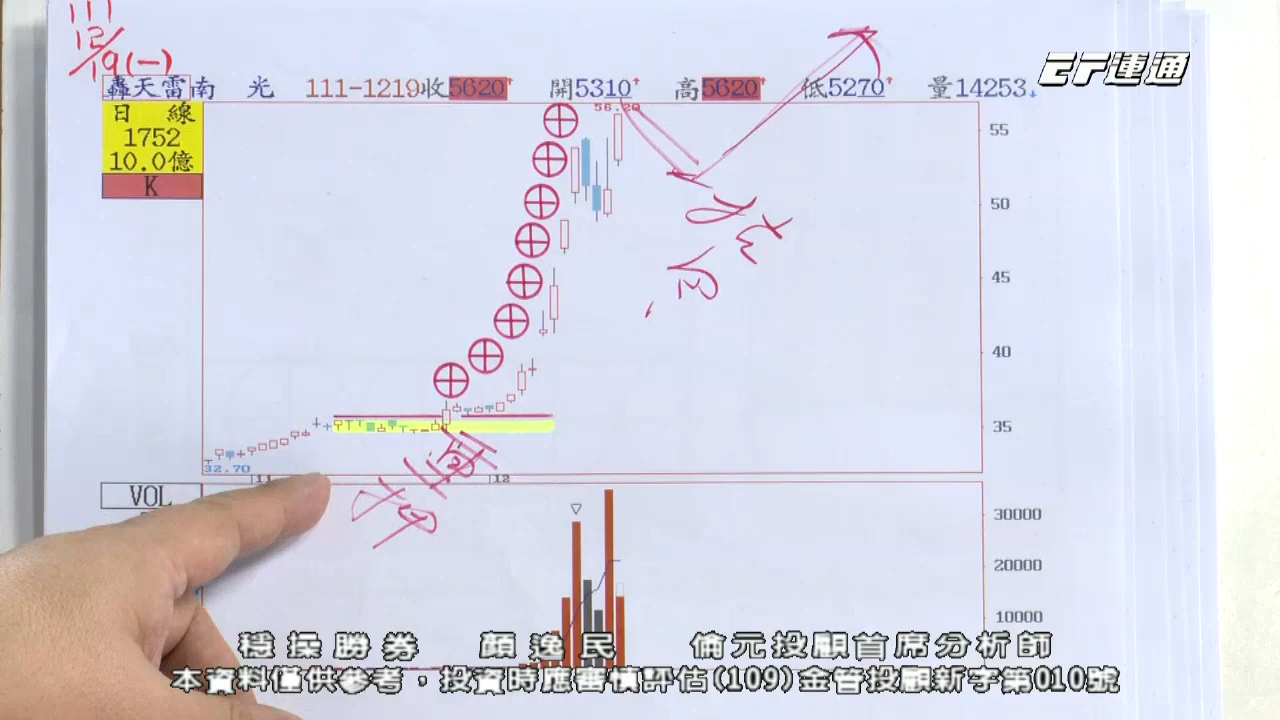 111
12/19(一)
EF運通
轟天雷南 光 111-1219收5620↑ 開5310↑ 高5620↑ 低5270↑ 量14253↓
日 線
1752
10.0億
K
56.20
55
50
45
40
35
32.70
11
12
VOL
30000
20000
10000
穩操勝券 顏逸民 倫元投顧首席分析師
本資料僅供參考，投資時應審慎評估(109)金管投顧新字第010號